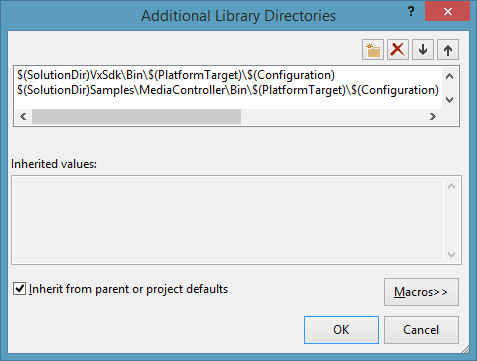 Additional Library Directories
?
$(SolutionDir)VxSdk\Bin\$(PlatformTarget)\$(Configuration)
$(SolutionDir)Samples\MediaController\Bin\$(PlatformTarget)\$(Configuration)
Inherited values:
Inherit from parent or project defaults
Macros>>
OK
Cancel